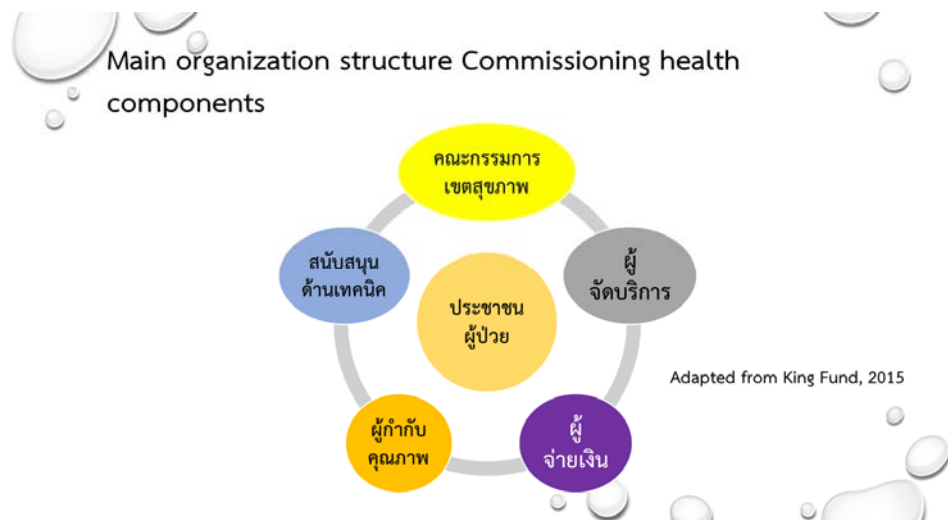 Main organization structure Commissioning health
components
คณะกรรมการ
เขตสุขภาพ
สนับสนุน
ด้านเทคนิค
ผู้
จัดบริการ
ประชาชน
ผู้ป่วย
Adapted from King Fund, 2015
ผู้กำกับ
คุณภาพ
ผู้
จ่ายเงิน